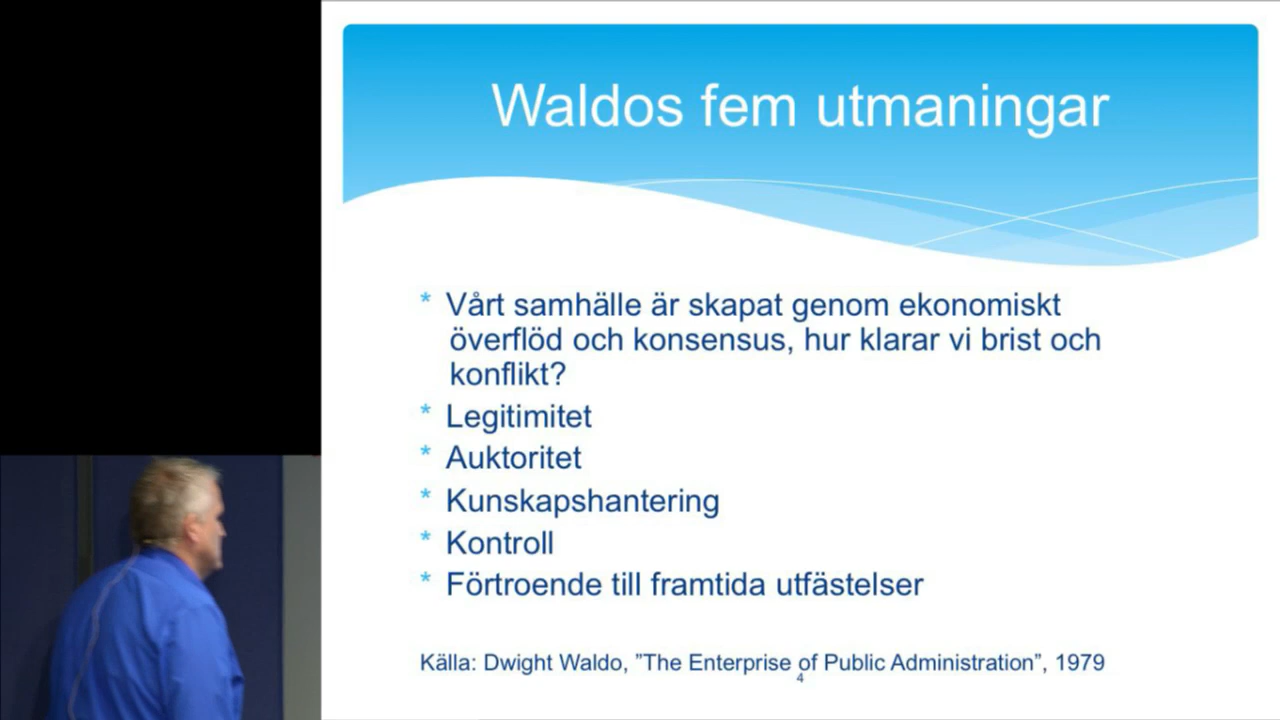 Waldos fem utmaningar
* Vårt samhälle är skapat genom ekonomiskt
överflöd och konsensus, hur klarar vi brist och
konflikt?
* Legitimitet
* Auktoritet
* Kunskapshantering
* Kontroll
* Förtroende till framtida utfästelser
Källa: Dwight Waldo, ”The Enterprise of Public Administration”, 1979
4